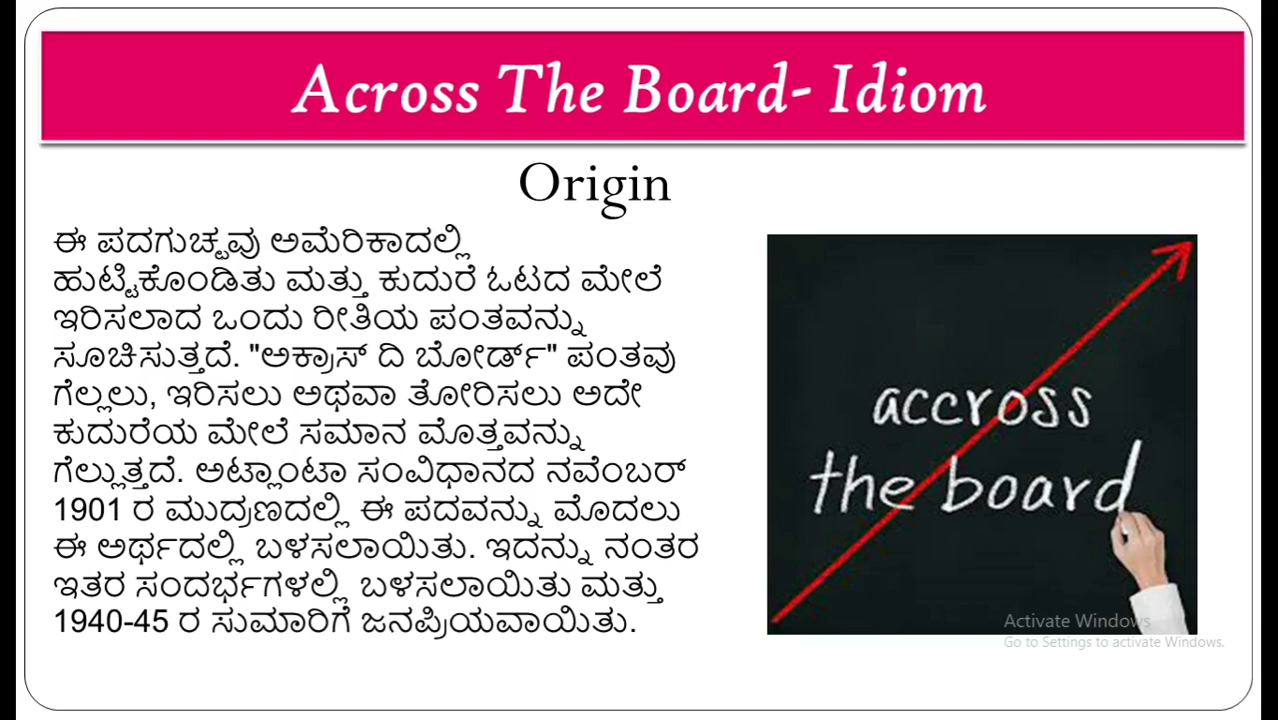 Across The Board- Idiom
Origin
ಈ ಪದಗುಚ್ಚವು ಅಮೆರಿಕಾದಲ್ಲಿ
ಹುಟ್ಟಿಕೊಂಡಿತು ಮತ್ತು ಕುದುರೆ ಓಟದ ಮೇಲೆ
ಇರಿಸಲಾದ ಒಂದು ರೀತಿಯ ಪಂತವನ್ನು
ಸೂಚಿಸುತ್ತದೆ. "ಅಕ್ರಾಸ್ ದಿ ಬೋರ್ಡ್" ಪಂತವು
ಗೆಲ್ಲಲು, ಇರಿಸಲು ಅಥವಾ ತೋರಿಸಲು ಅದೇ
ಕುದುರೆಯ ಮೇಲೆ ಸಮಾನ ಮೊತ್ತವನ್ನು
ಗೆಲ್ಲುತ್ತದೆ. ಅಟ್ಲಾಂಟಾ ಸಂವಿಧಾನದ ನವೆಂಬರ್
1901 ರ ಮುದ್ರಣದಲ್ಲಿ ಈ ಪದವನ್ನು ಮೊದಲು
ಈ ಅರ್ಥದಲ್ಲಿ ಬಳಸಲಾಯಿತು. ಇದನ್ನು ನಂತರ
ಇತರ ಸಂದರ್ಭಗಳಲ್ಲಿ ಬಳಸಲಾಯಿತು ಮತ್ತು
1940-45 ರ ಸುಮಾರಿಗೆ ಜನಪ್ರಿಯವಾಯಿತು.
accross
the board
Activate Windows
Go to Settings to activate Windows.